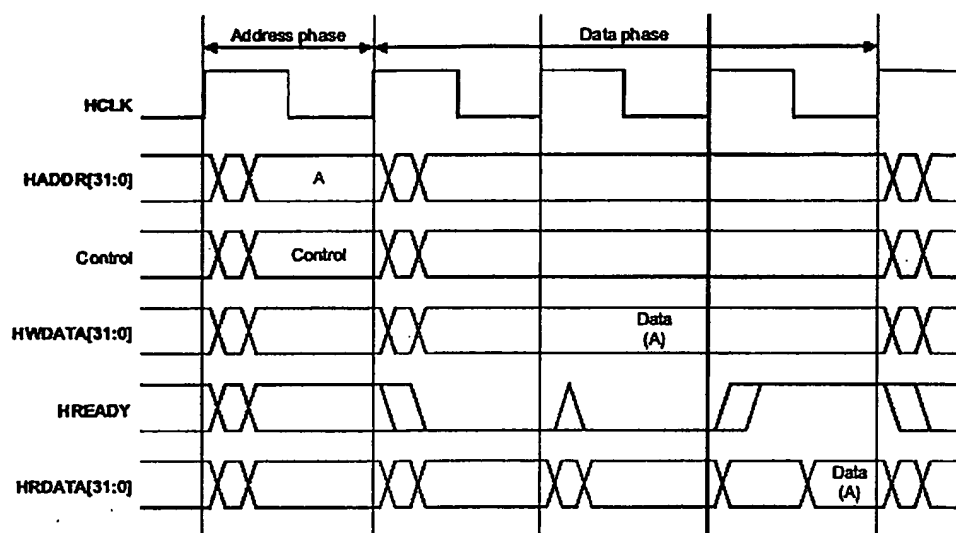 Address phase
Data phase
HCLK
HADDR[31:0]
A
Control
Control
HWDATA[31:0]
Data
(A)
HREADY
HRDATA[31:0]
Data
(A)